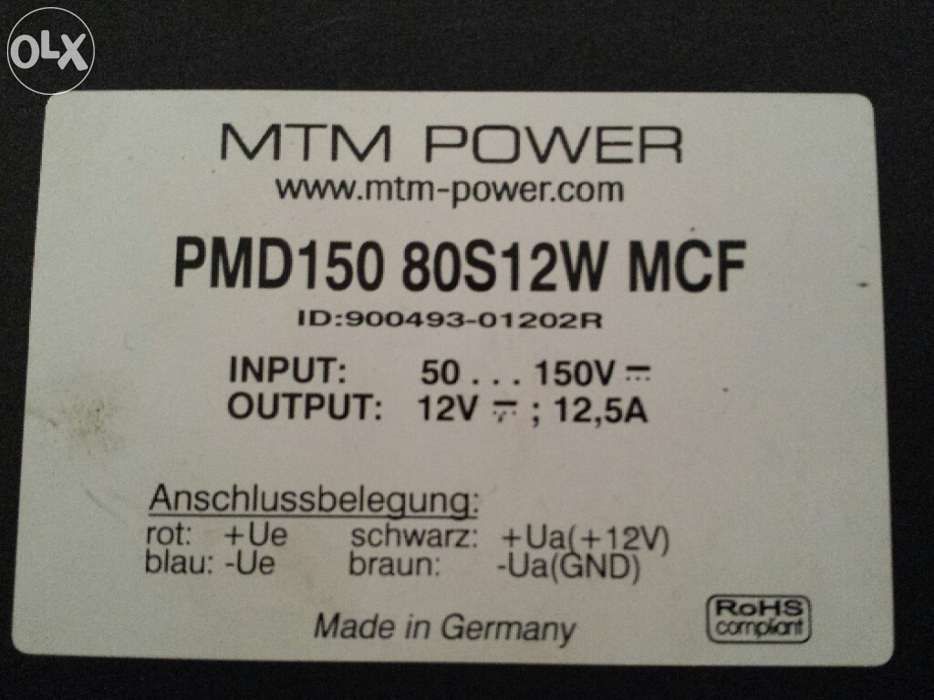 OLX
MTM POWER
www.mtm-power.com
PMD150 80S12W MCF
ID:900493-01202R
INPUT: 50 . . . 150V ⎓
OUTPUT: 12V ⎓ ; 12,5A
Anschlussbelegung:
rot: +Ue schwarz: +Ua(+12V)
blau: -Ue braun: -Ua(GND)
Made in Germany
RoHS
compliant